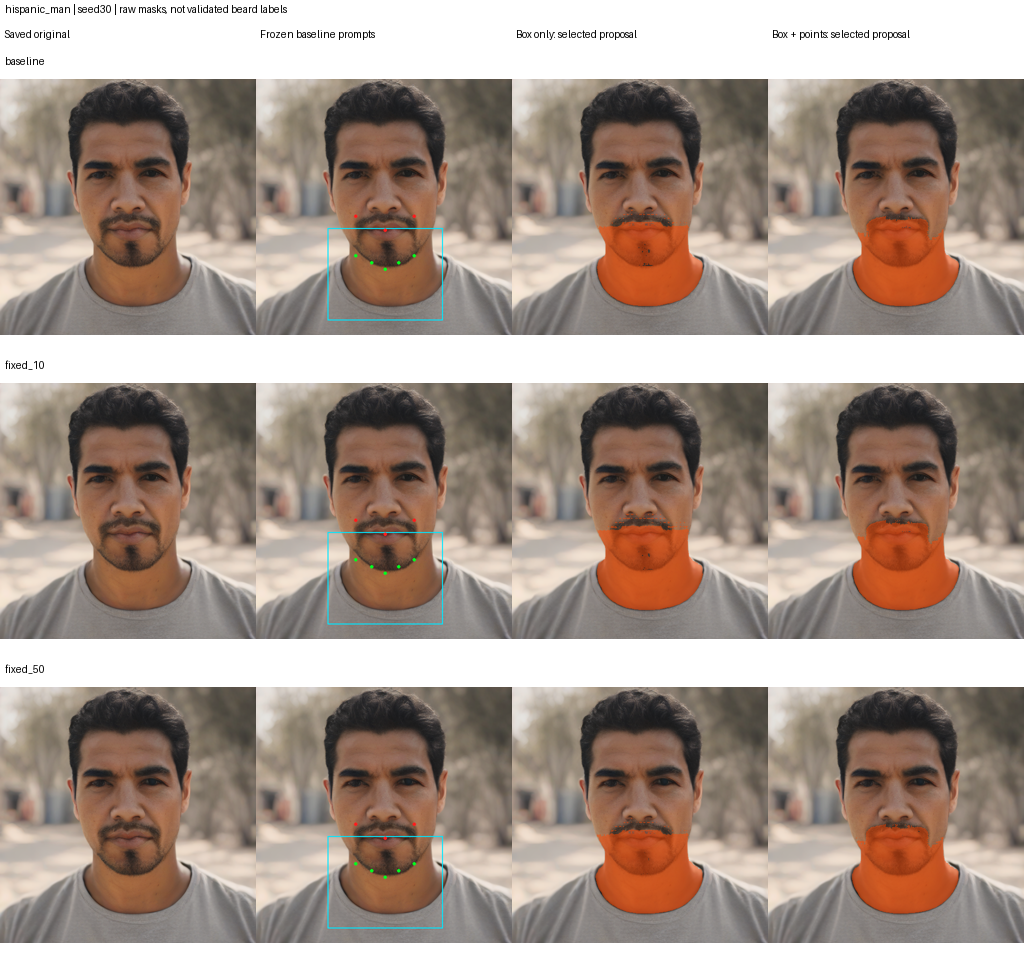 hispanic_man | seed30 | raw masks, not validated beard labels
Saved original
Frozen baseline prompts
Box only: selected proposal
Box + points: selected proposal
baseline
fixed_10
fixed_50